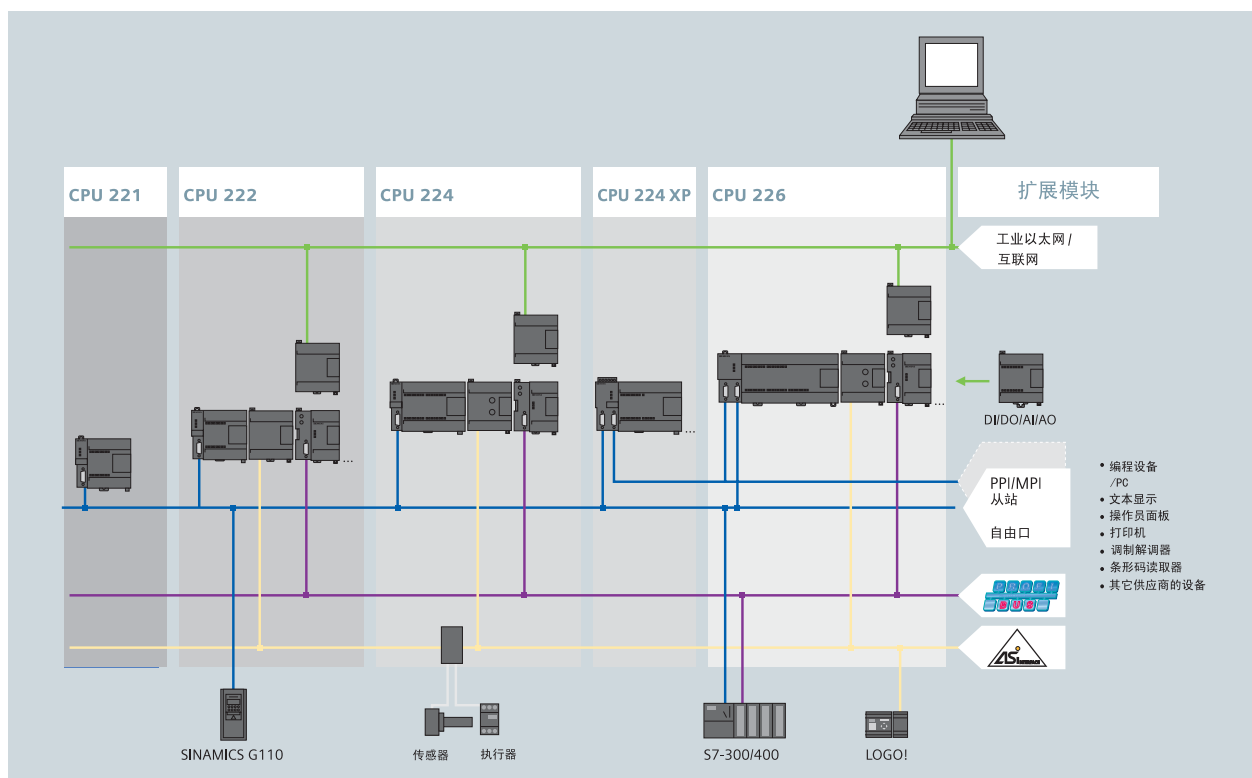 CPU 221
CPU 222
CPU 224
CPU 224 XP
CPU 226
扩展模块
工业以太网/
互联网
...
...
...
...
DI/DO/AI/AO
PPI/MPI
从站
自由口
• 编程设备
/PC
• 文本显示
• 操作员面板
• 打印机
• 调制解调器
• 条形码读取器
• 其它供应商的设备
PROFI
BUS
AS-INTERFACE
SINAMICS G110
传感器
执行器
S7-300/400
LOGO!